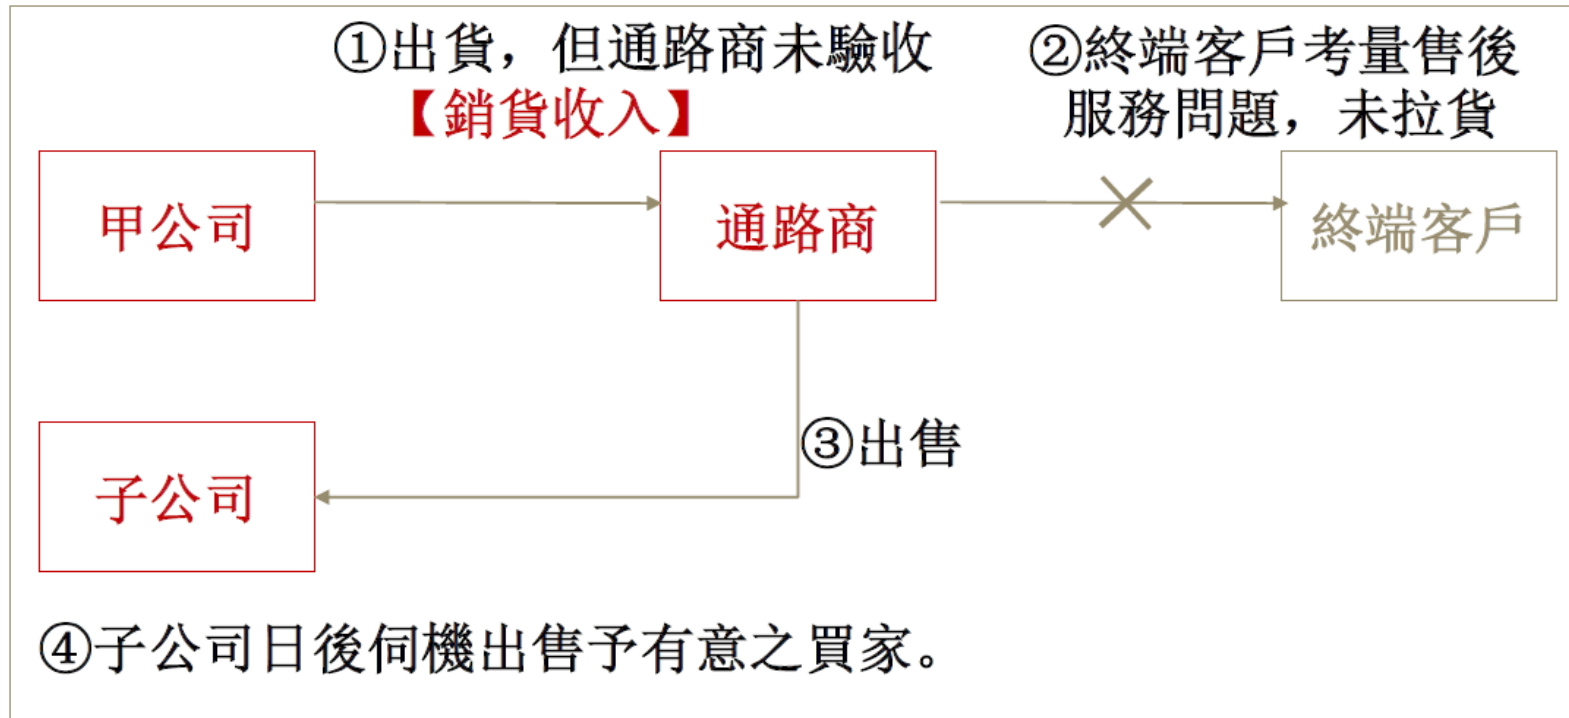 ①出貨，但通路商未驗收
【銷貨收入】
②終端客戶考量售後
服務問題，未拉貨
甲公司
通路商
終端客戶
③出售
子公司
④子公司日後伺機出售予有意之買家。